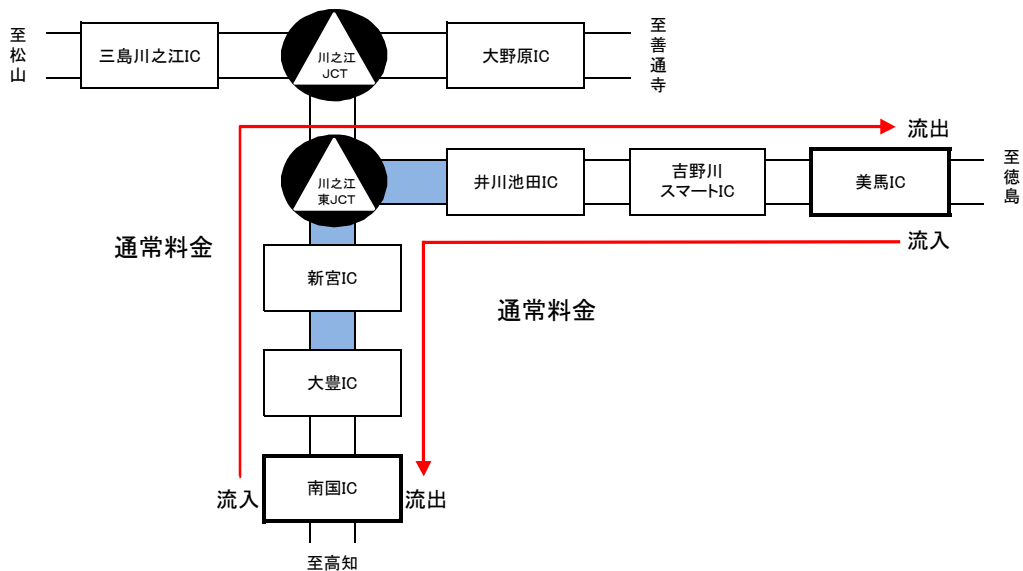 至松山
三島川之江IC
川之江
JCT
大野原IC
至善通寺
流出
川之江
東JCT
井川池田IC
吉野川
スマートIC
美馬IC
至徳島
通常料金
流入
新宮IC
通常料金
大豊IC
流入
南国IC
流出
至高知